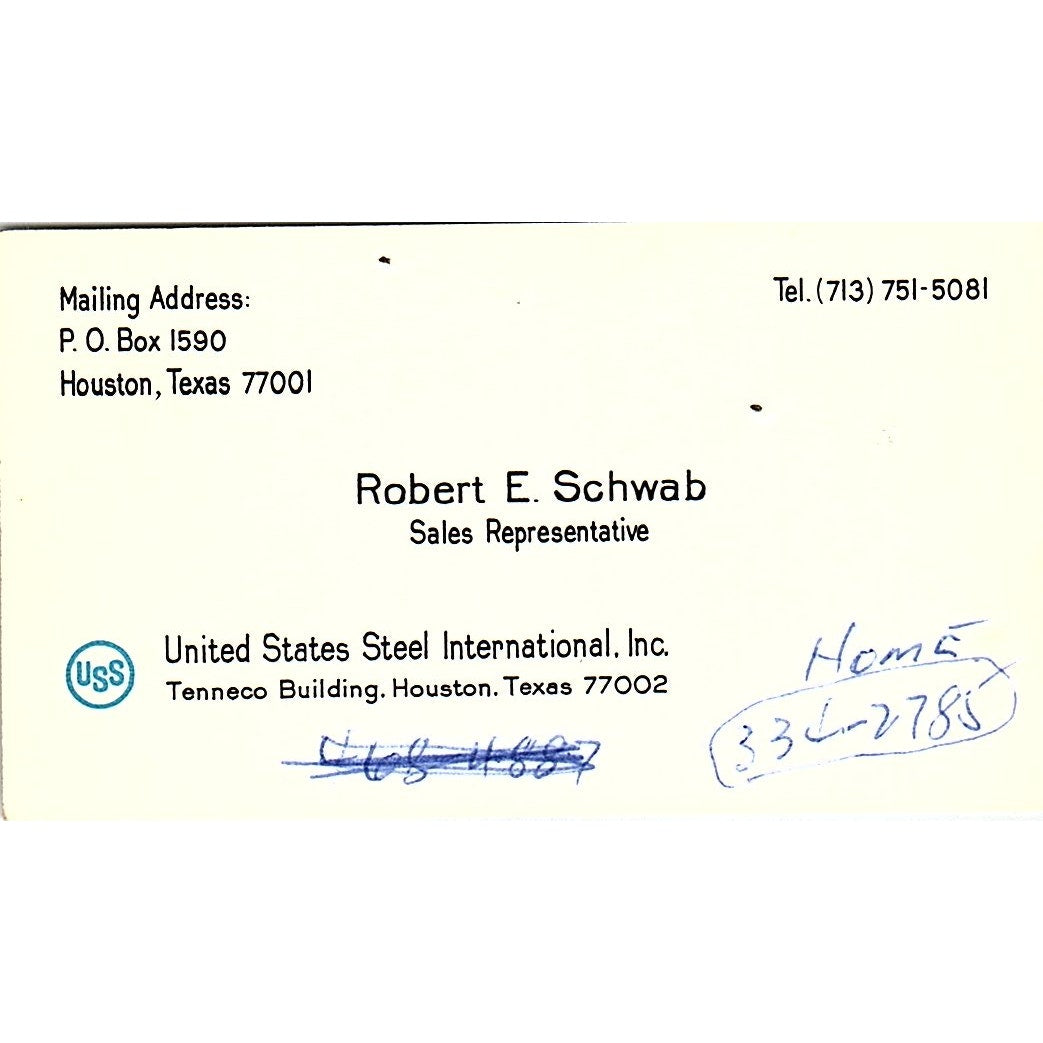 Mailing Address:
P. O. Box 1590
Houston, Texas 77001
Tel. (713) 751-5081
Robert E. Schwab
Sales Representative
USS
United States Steel International, Inc.
Tenneco Building, Houston, Texas 77002
HOME
334-2785